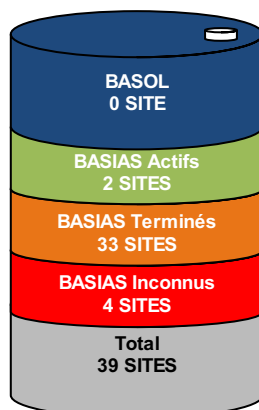 BASOL
0 SITE
BASIAS Actifs
2 SITES
BASIAS Terminés
33 SITES
BASIAS Inconnus
4 SITES
Total
39 SITES